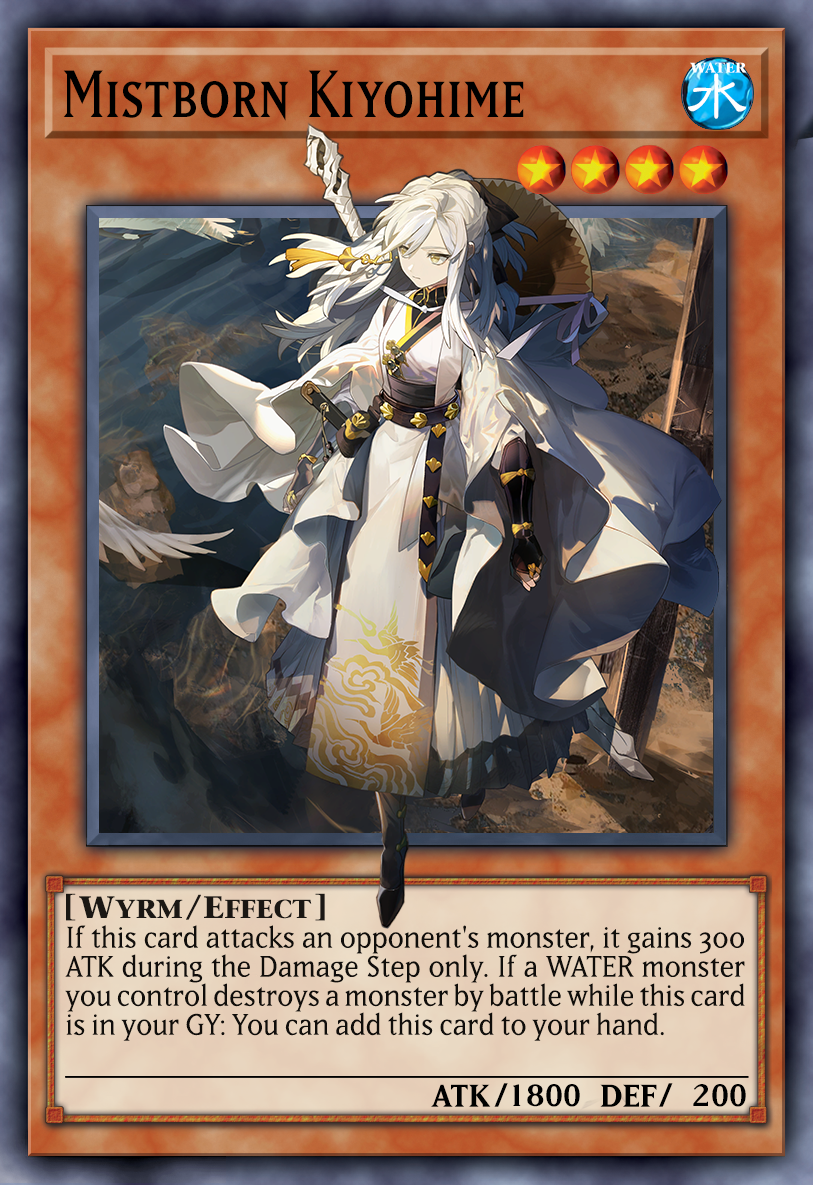 Mistborn Kiyohime
WATER
水
[Wyrm/Effect]
If this card attacks an opponent's monster, it gains 300
ATK during the Damage Step only. If a WATER monster
you control destroys a monster by battle while this card
is in your GY: You can add this card to your hand.
ATK/1800 DEF/ 200